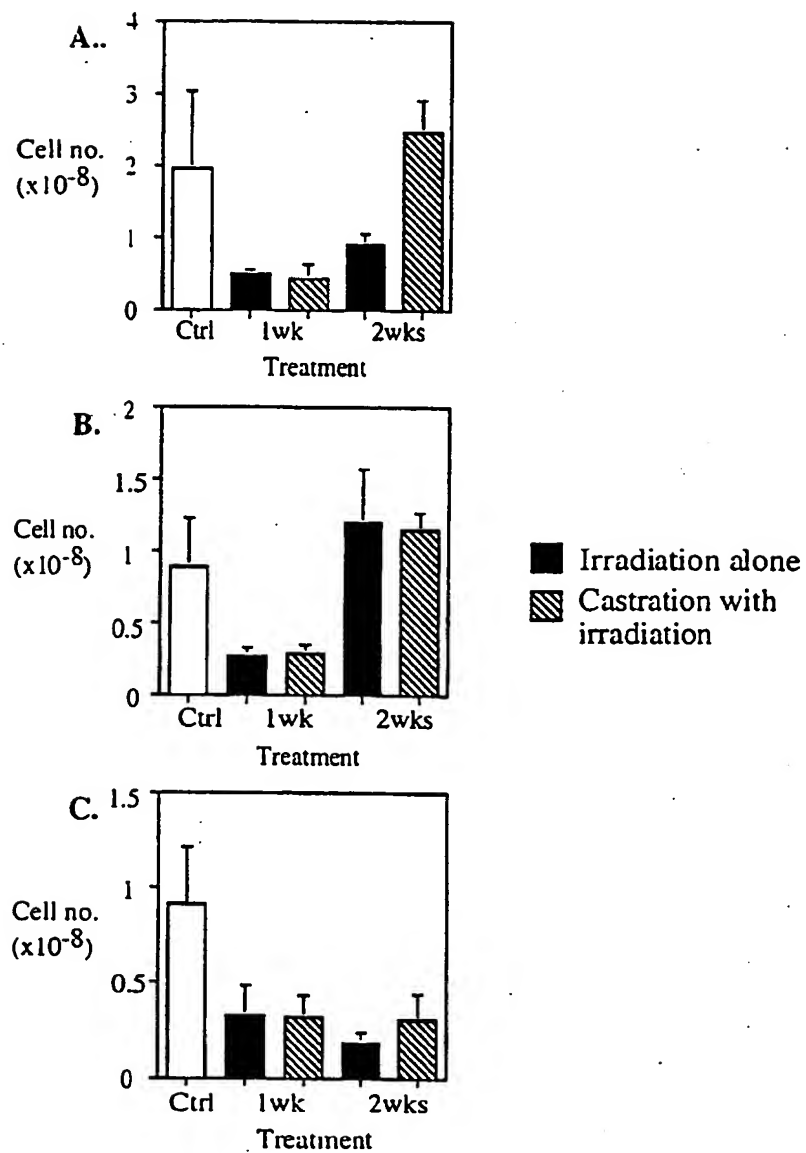 A..
4
3
2
1
0
Cell no.
(x10-8)
Ctrl 1wk 2wks
Treatment
B.
2
1.5
1
0.5
0
Cell no.
(x10-8)
Ctrl 1wk 2wks
Treatment
Irradiation alone
Castration with
irradiation
C.
1.5
1
0.5
0
Cell no.
(x10-8)
Ctrl 1wk 2wks
Treatment